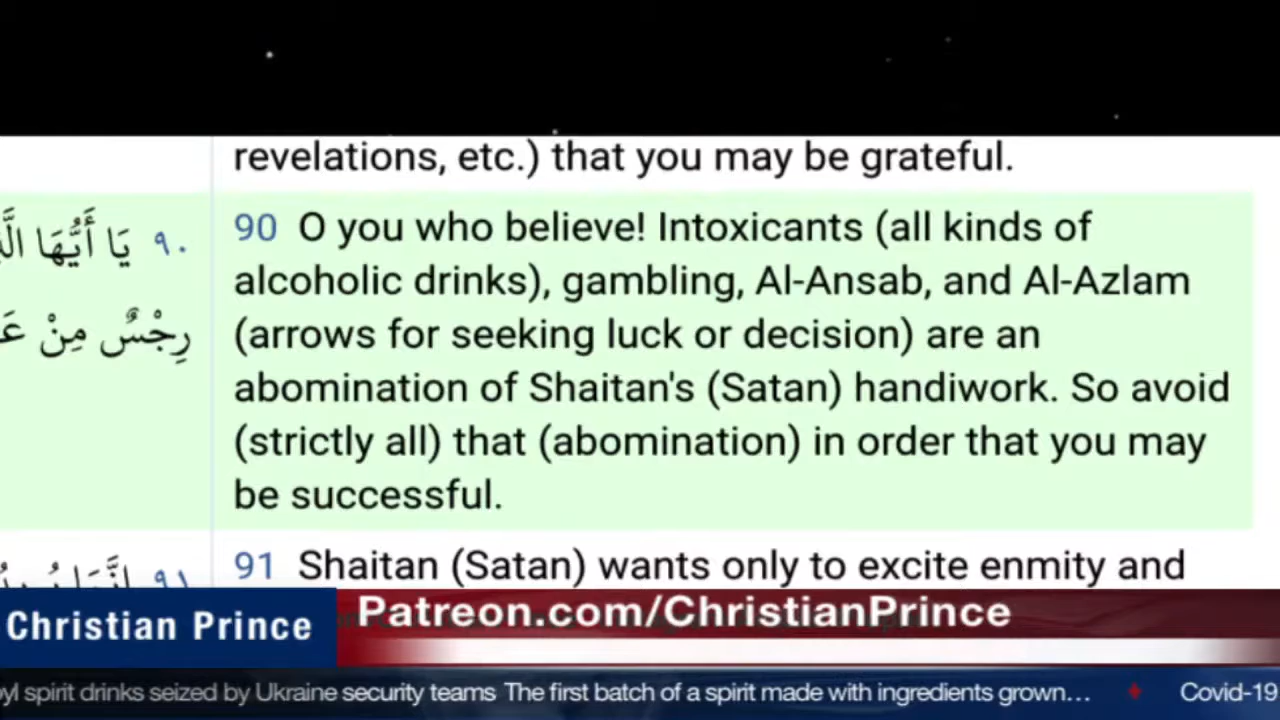 revelations, etc.) that you may be grateful.
٩٠ يَا أَيُّهَا
90 O you who believe! Intoxicants (all kinds of
alcoholic drinks), gambling, Al-Ansab, and Al-Azlam
رِجْسٌ مِنْ
(arrows for seeking luck or decision) are an
abomination of Shaitan's (Satan) handiwork. So avoid
(strictly all) that (abomination) in order that you may
be successful.
٩١
91 Shaitan (Satan) wants only to excite enmity and
Christian Prince
Patreon.com/ChristianPrince
spirit drinks seized by Ukraine security teams The first batch of a spirit made with ingredients grown... Covid-19